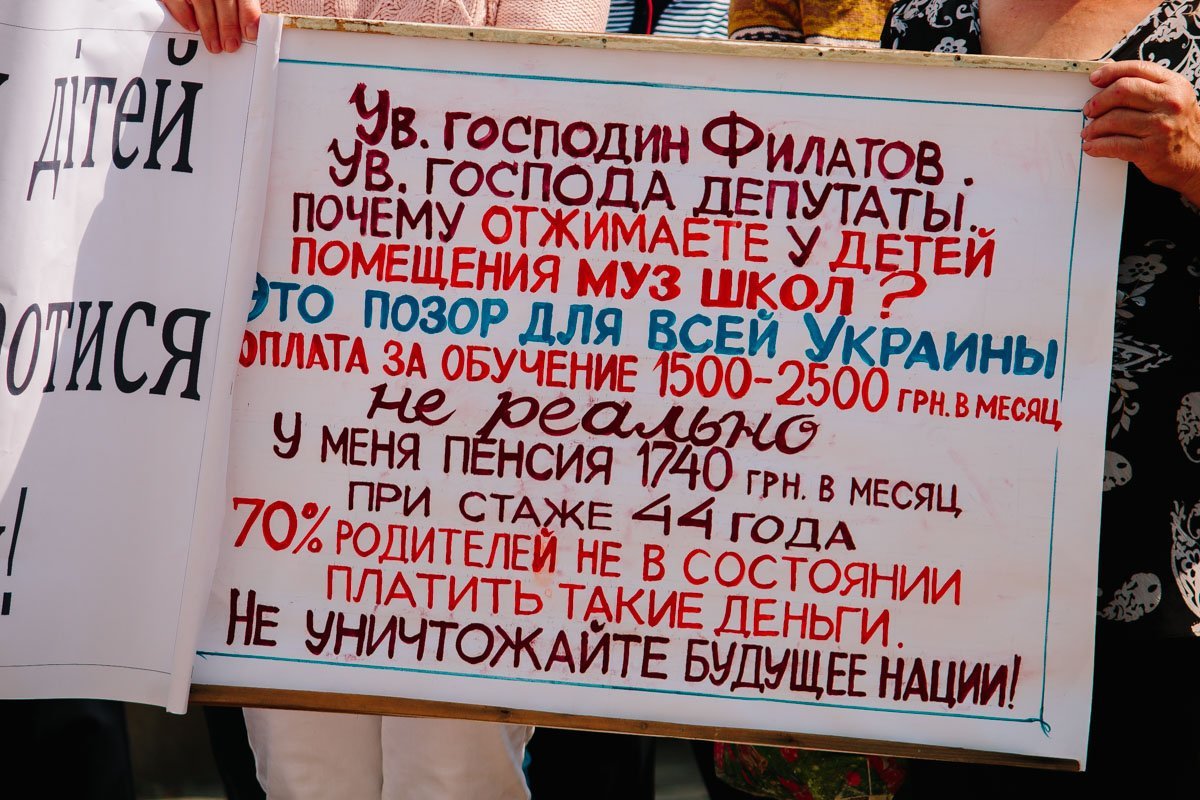 дітей
Ув. господин Филатов.
Ув. господа депутаты..
почему отжимаете у детей
помещения муз школ?
это позор для всей Украины
оплата за обучение 1500-2500 грн. в месяц
не реально
у меня пенсия 1740 грн. в месяц
при стаже 44 года
70% родителей не в состоянии
платить такие деньги.
Не уничтожайте будущее нации!